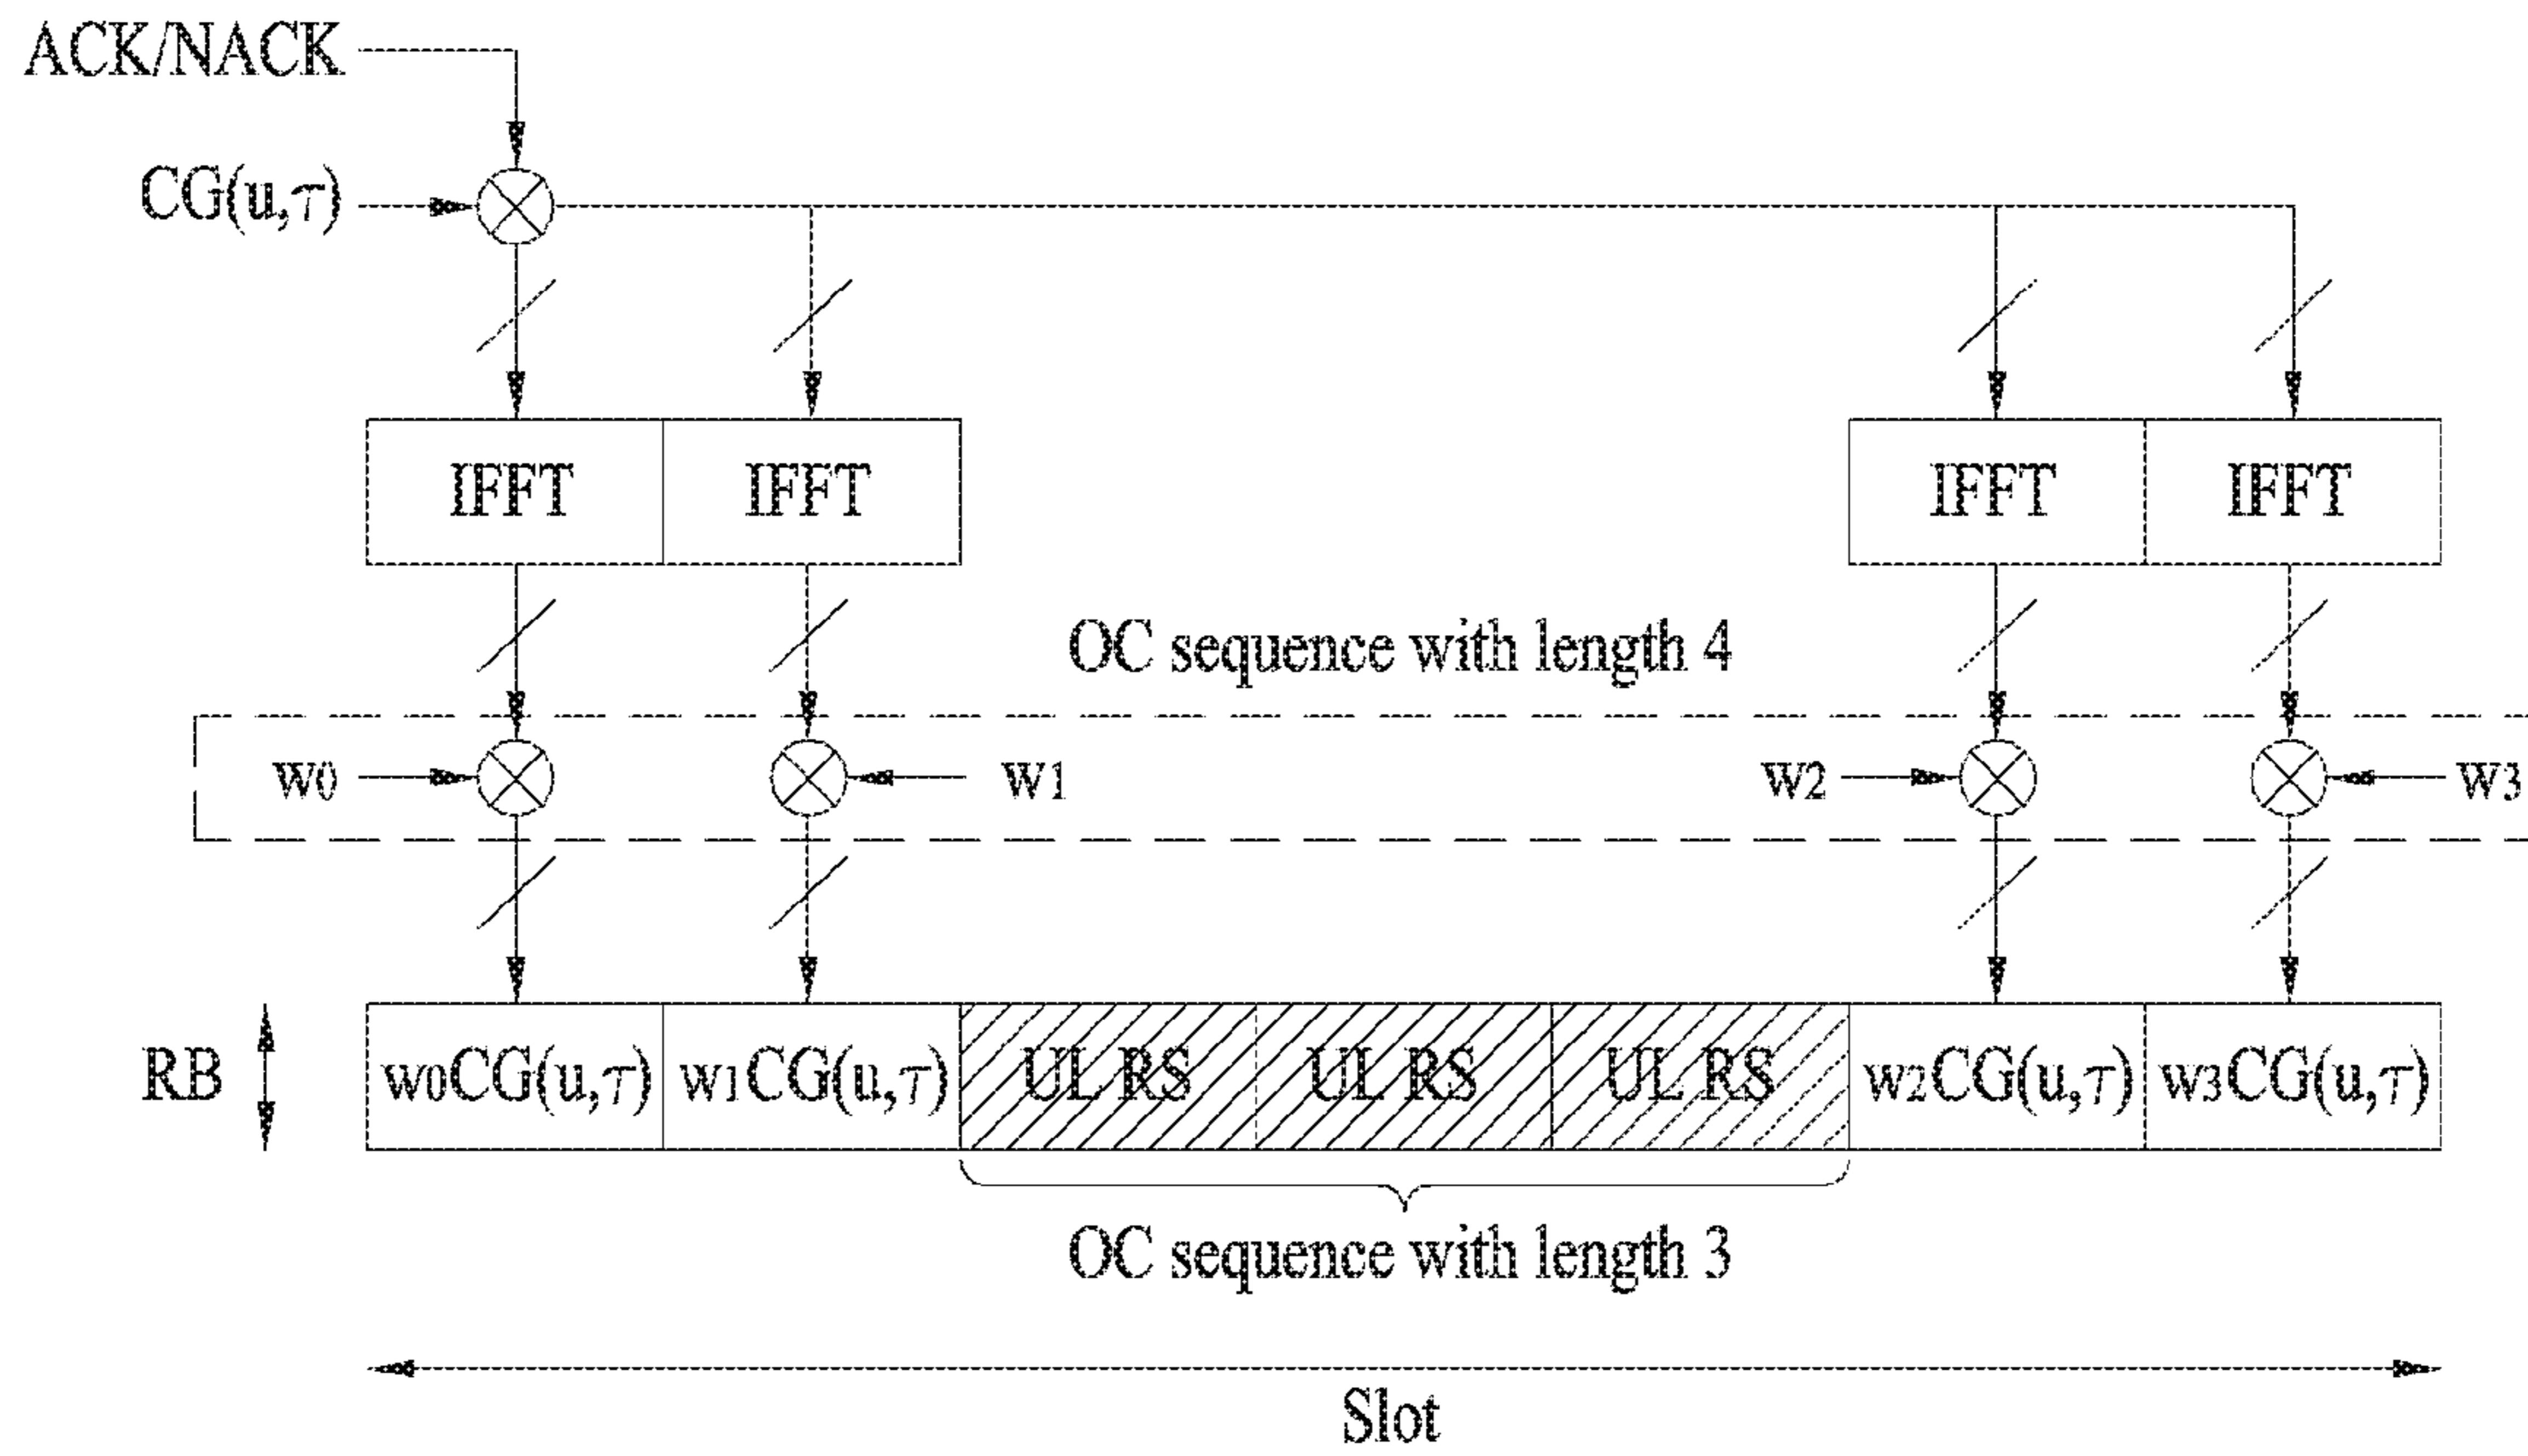 ACK/NACK
CG(u,τ)
IFFT IFFT IFFT IFFT
OC sequence with length 4
w0 w1 w2 w3
RB w0CG(u,τ) w1CG(u,τ) UL RS UL RS UL RS w2CG(u,τ) w3CG(u,τ)
OC sequence with length 3
Slot